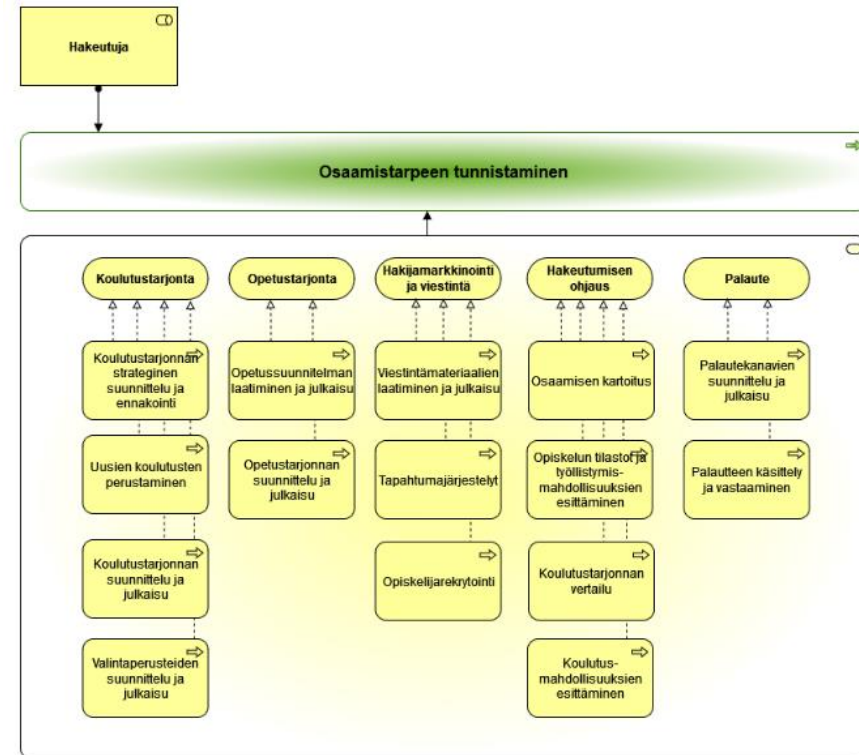 Hakeutuja
Osaamistarpeen tunnistaminen
Koulutustarjonta
Koulutustarjonnan
strateginen
suunnittelu ja
ennakointi
Uusien koulutusten
perustaminen
Koulutustarjonnan
suunnittelu ja
julkaisu
Valintaperusteiden
suunnittelu ja
julkaisu
Opetustarjonta
Opetussuunnitelman
laatiminen ja julkaisu
Opetustarjonnan
suunnittelu ja
julkaisu
Hakijamarkkinointi
ja viestintä
Viestintämateriaalien
laatiminen ja julkaisu
Tapahtumajärjestelyt
Opiskelijarekrytointi
Hakeutumisen
ohjaus
Osaamisen kartoitus
Opiskelun tilastot ja
työllistymis-
mahdollisuuksien
esittäminen
Koulutustarjonnan
vertailu
Koulutus-
mahdollisuuksien
esittäminen
Palaute
Palautekanavien
suunnittelu ja
julkaisu
Palautteen käsittely
ja vastaaminen